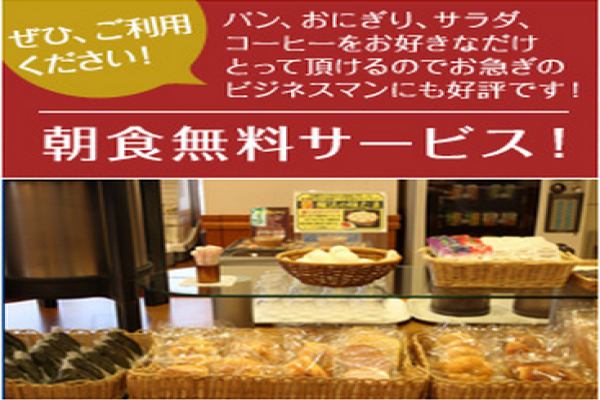 ぜひ、ご利用
ください！
パン、おにぎり、サラダ、
コーヒーをお好きなだけ
とって頂けるのでお急ぎの
ビジネスマンにも好評です！
朝食無料サービス！